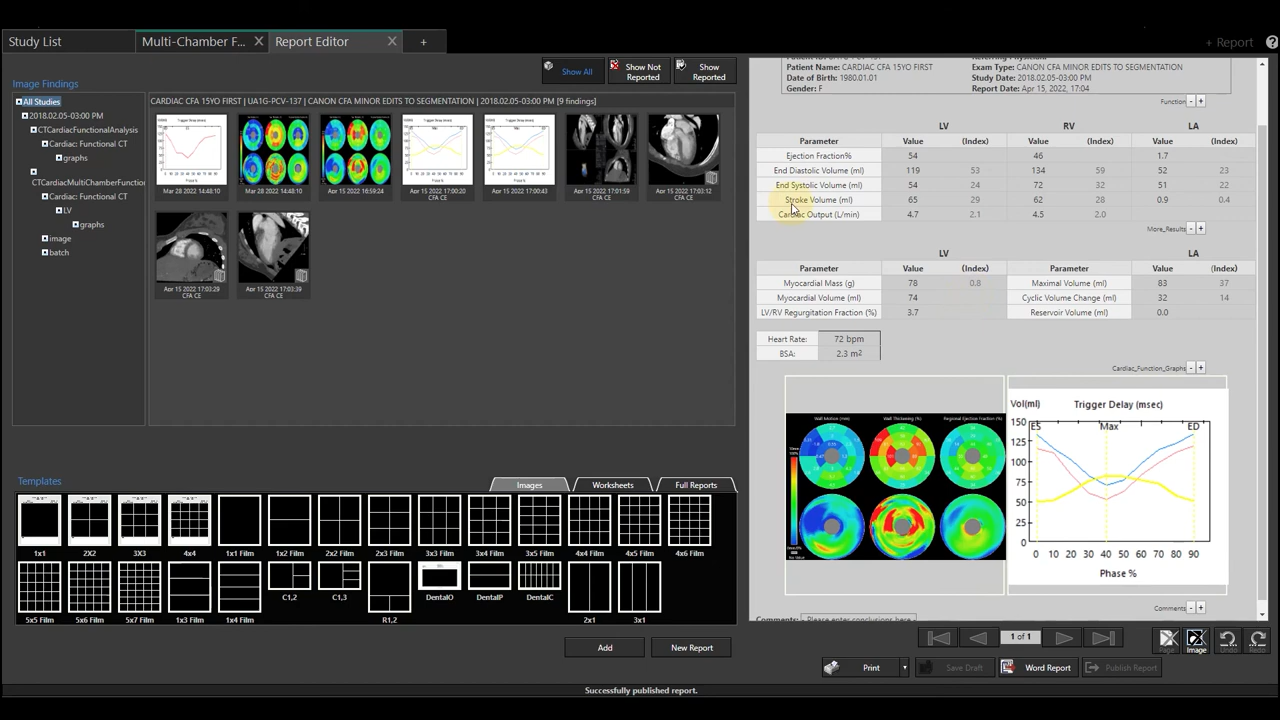 Study List
Multi-Chamber F...
Report Editor
+
+ Report
Image Findings
Show All
Show Not Reported
Show Reported
All Studies
2018.02.05-03:00 PM
CTCardiacFunctionalAnalysis
Cardiac: Functional CT
graphs
CTCardiacMultiChamberFunction
Cardiac: Functional CT
LV
graphs
image
batch
CARDIAC CFA 15YO FIRST | UA1G-PCV-137 | CANON CFA MINOR EDITS TO SEGMENTATION | 2018.02.05-03:00 PM [9 findings]
Mar 28 2022 14:48:10
Mar 28 2022 14:48:10
Apr 15 2022 16:59:24
Apr 15 2022 17:00:20
CFA CE
Apr 15 2022 17:00:43
CFA CE
Apr 15 2022 17:01:59
CFA CE
Apr 15 2022 17:03:12
CFA CE
Apr 15 2022 17:03:29
CFA CE
Apr 15 2022 17:03:39
CFA CE
Templates
Images
Worksheets
Full Reports
1x1 2X2 3X3 4x4 1x1 Film 1x2 Film 2x2 Film 2x3 Film 3x3 Film 3x4 Film 3x5 Film 4x4 Film 4x5 Film 4x6 Film
5x5 Film 5x6 Film 5x7 Film 1x3 Film 1x4 Film C1,2 C1,3 R1,2 DentalO DentalP DentalC 2x1 3x1
Add
New Report
Patient Name: CARDIAC CFA 15YO FIRST
Date of Birth: 1980.01.01
Gender: F
Exam Type: CANON CFA MINOR EDITS TO SEGMENTATION
Study Date: 2018.02.05-03:00 PM
Report Date: Apr 15, 2022, 17:04
Function - +
LV RV LA
Parameter Value (Index) Value (Index) Value (Index)
Ejection Fraction% 54 46 1.7
End Diastolic Volume (ml) 119 53 134 59 52 23
End Systolic Volume (ml) 54 24 72 32 51 22
Stroke Volume (ml) 65 29 62 28 0.9 0.4
Cardiac Output (L/min) 4.7 2.1 4.5 2.0
More_Results - +
LV LA
Parameter Value (Index) Parameter Value (Index)
Myocardial Mass (g) 78 0.8 Maximal Volume (ml) 83 37
Myocardial Volume (ml) 74 Cyclic Volume Change (ml) 32 14
LV/RV Regurgitation Fraction (%) 3.7 Reservoir Volume (ml) 0.0
Heart Rate: 72 bpm
BSA: 2.3 m²
Cardiac_Function_Graphs - +
Wall Motion (mm) Wall Thickening (%) Regional Ejection Fraction (%)
Vol(ml) Trigger Delay (msec)
ES Max ED
150
125
100
75
50
25
0
0 10 20 30 40 50 60 70 80 90
Phase %
Comments - +
Comments: Please enter conclusions here
1 of 1
Page
Image
Undo
Redo
Print
Save Draft
Word Report
Publish Report
Successfully published report.